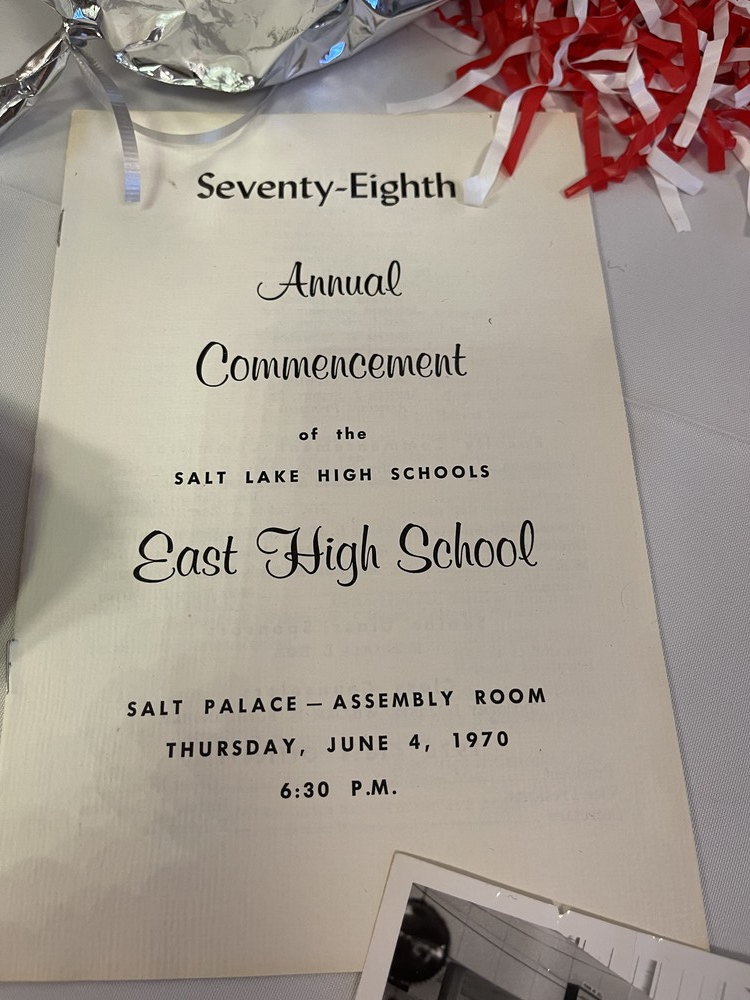 Seventy-Eighth
Annual
Commencement
of the
SALT LAKE HIGH SCHOOLS
East High School
SALT PALACE — ASSEMBLY ROOM
THURSDAY, JUNE 4, 1970
6:30 P.M.